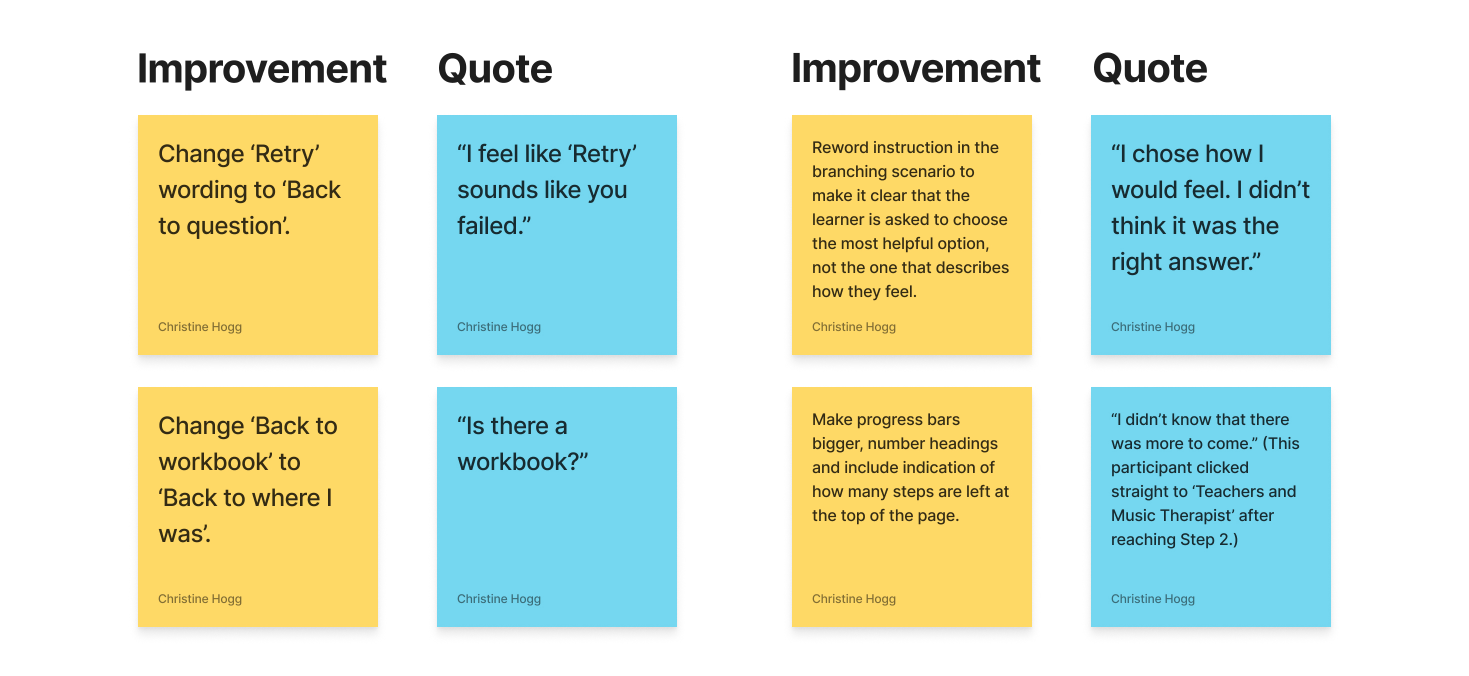 Improvement
Quote
Improvement
Quote
Change ‘Retry’
wording to ‘Back
to question’.
Christine Hogg
“I feel like ‘Retry’
sounds like you
failed.”
Christine Hogg
Reword instruction in the
branching scenario to
make it clear that the
learner is asked to choose
the most helpful option,
not the one that describes
how they feel.
Christine Hogg
“I chose how I
would feel. I didn’t
think it was the
right answer.”
Christine Hogg
Change ‘Back to
workbook’ to
‘Back to where I
was’.
Christine Hogg
“Is there a
workbook?”
Christine Hogg
Make progress bars
bigger, number headings
and include indication of
how many steps are left at
the top of the page.
Christine Hogg
“I didn’t know that there
was more to come.” (This
participant clicked
straight to ‘Teachers and
Music Therapist’ after
reaching Step 2.)
Christine Hogg